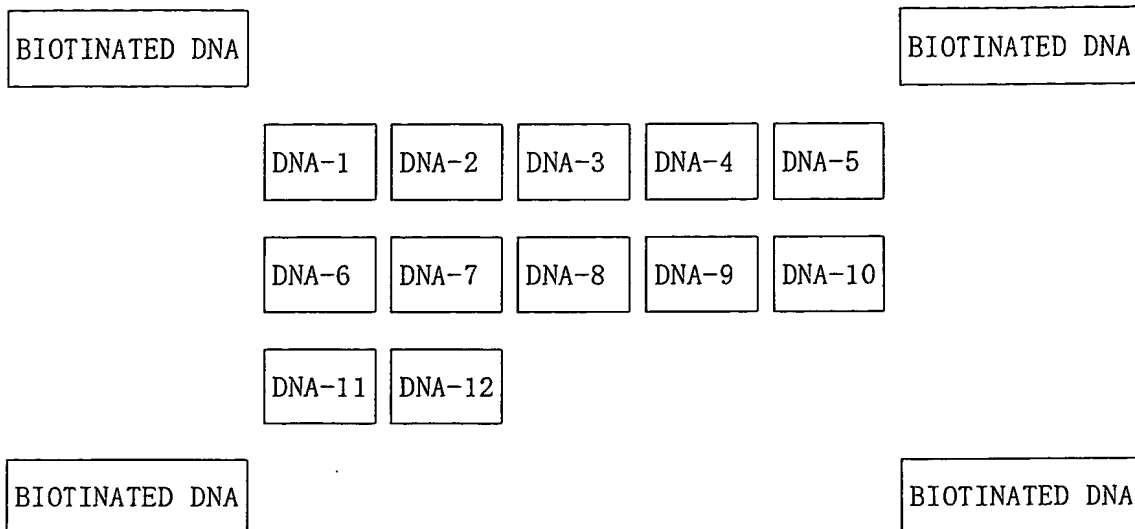 BIOTINATED DNA BIOTINATED DNA
DNA-1 DNA-2 DNA-3 DNA-4 DNA-5
DNA-6 DNA-7 DNA-8 DNA-9 DNA-10
DNA-11 DNA-12
BIOTINATED DNA BIOTINATED DNA